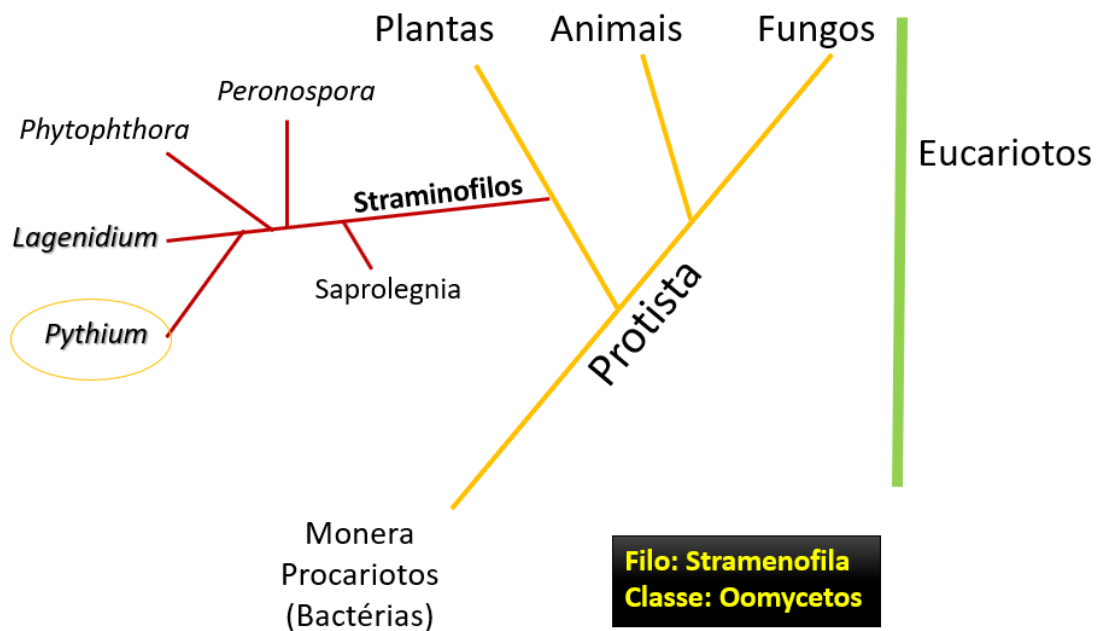 Plantas
Animais
Fungos
Peronospora
Phytophthora
Eucariotos
Straminofilos
Lagenidium
Saprolegnia
Pythium
Protista
Monera
Procariotos
(Bactérias)
Filo: Stramenofila
Classe: Oomycetos